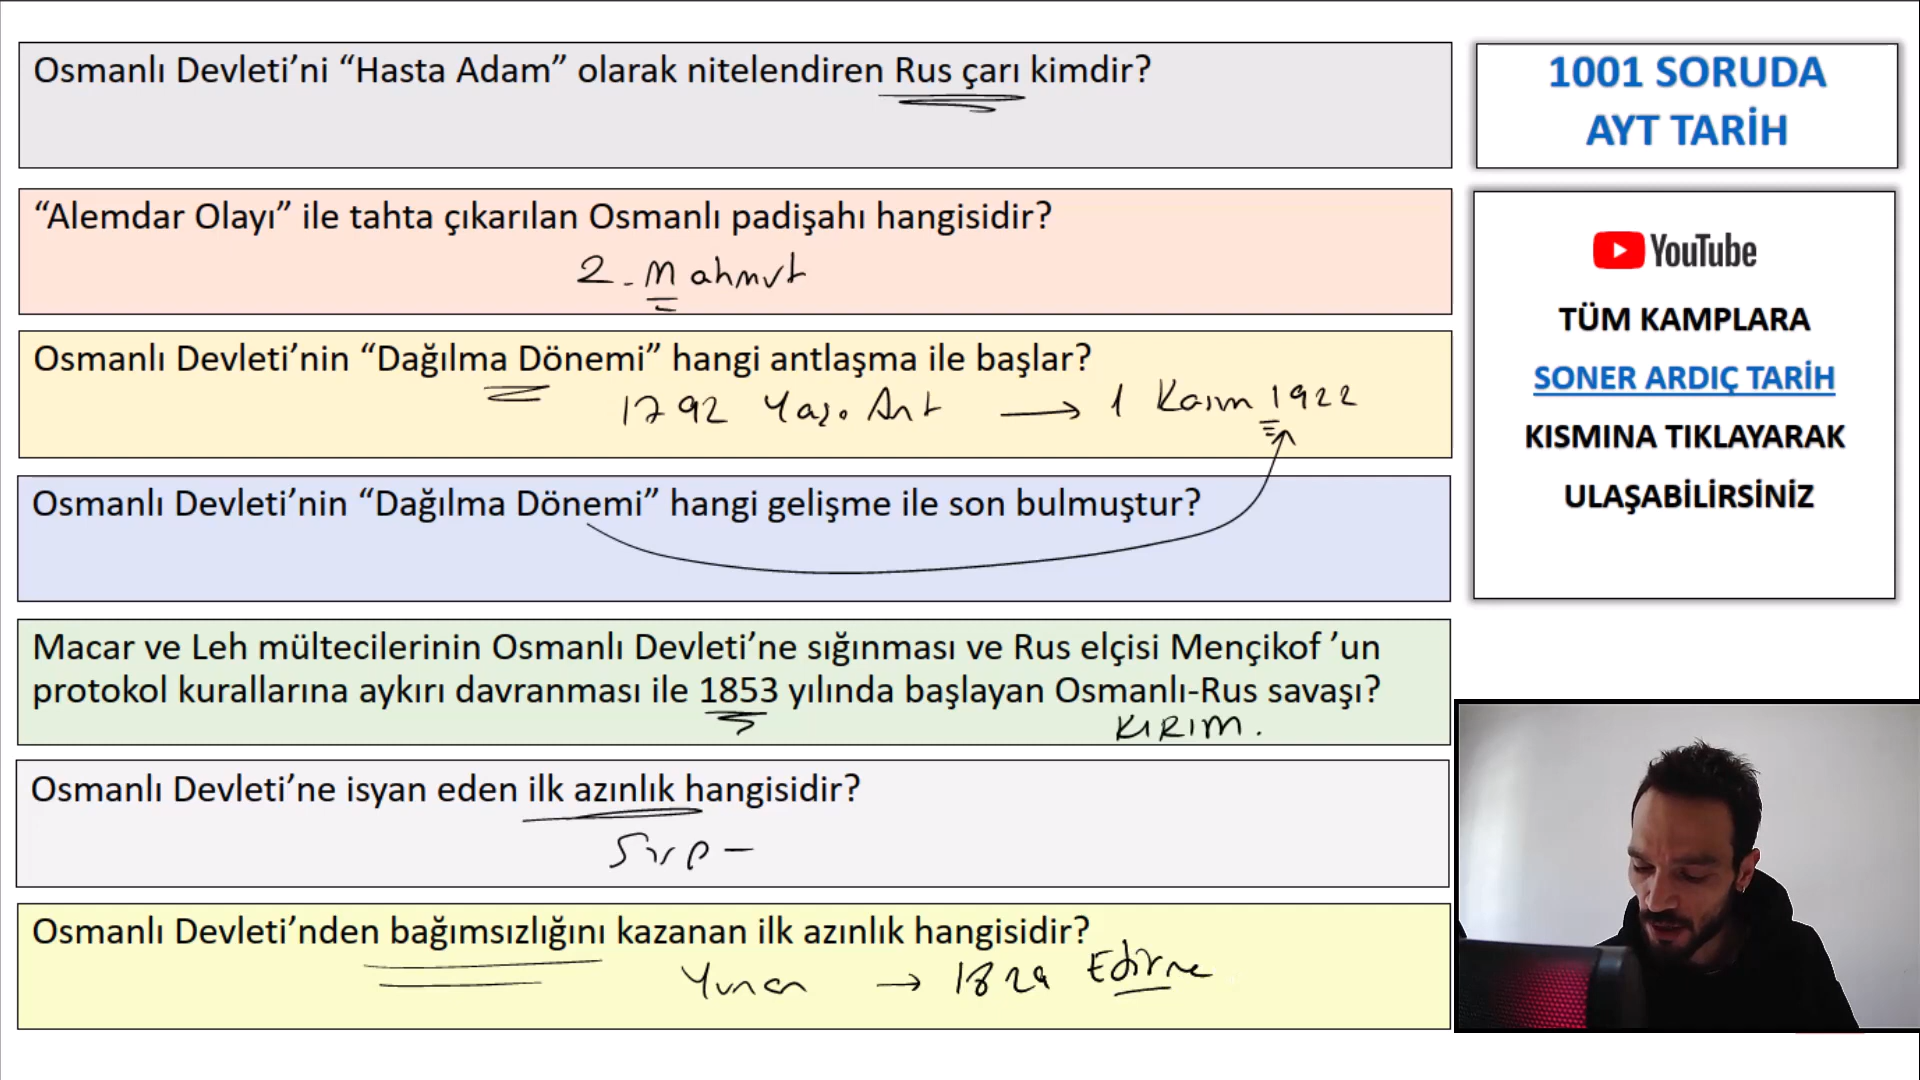 Osmanlı Devleti’ni “Hasta Adam” olarak nitelendiren Rus çarı kimdir?
“Alemdar Olayı” ile tahta çıkarılan Osmanlı padişahı hangisidir?
2. Mahmut
Osmanlı Devleti’nin “Dağılma Dönemi” hangi antlaşma ile başlar?
1792 Yaş. Ant → 1 Kasım 1922
Osmanlı Devleti’nin “Dağılma Dönemi” hangi gelişme ile son bulmuştur?
Macar ve Leh mültecilerinin Osmanlı Devleti’ne sığınması ve Rus elçisi Mençikof ’un
protokol kurallarına aykırı davranması ile 1853 yılında başlayan Osmanlı-Rus savaşı?
KIRIM.
Osmanlı Devleti’ne isyan eden ilk azınlık hangisidir?
Sırp -
Osmanlı Devleti’nden bağımsızlığını kazanan ilk azınlık hangisidir?
Yunan → 1829 Edirne
1001 SORUDA
AYT TARİH
YouTube
TÜM KAMPLARA
SONER ARDIÇ TARİH
KISMINA TIKLAYARAK
ULAŞABİLİRSİNİZ